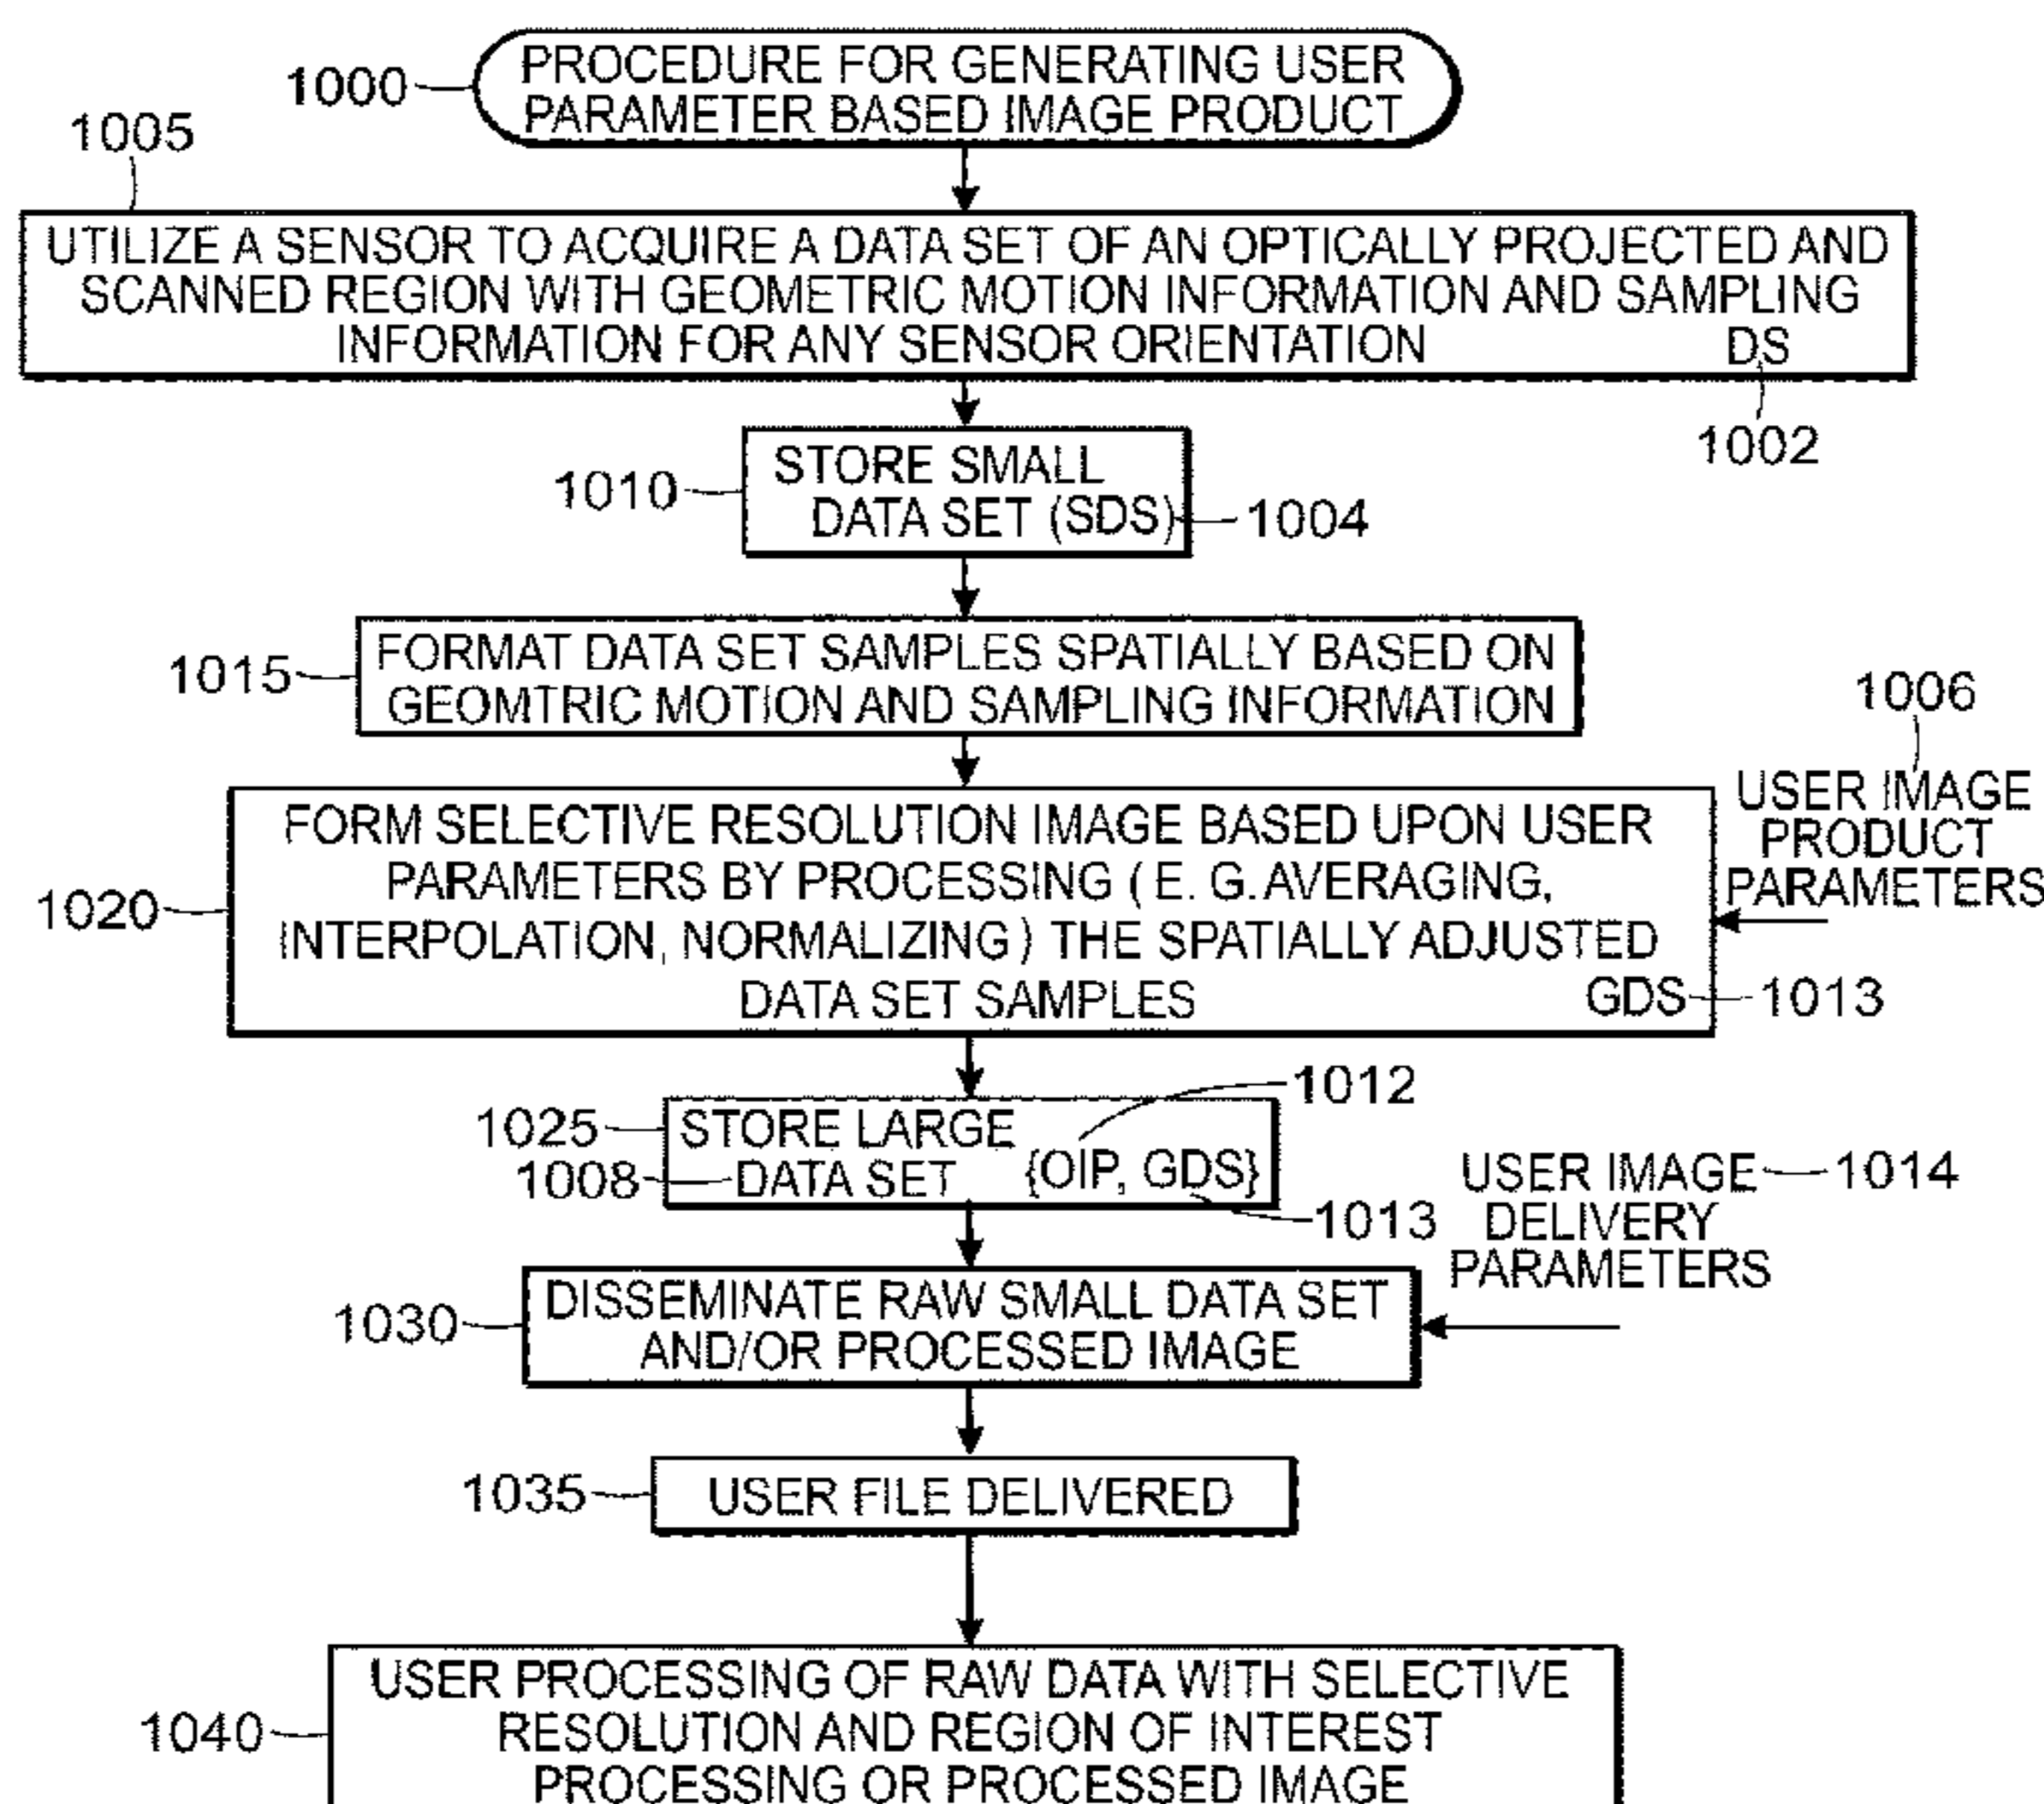 1000
PROCEDURE FOR GENERATING USER
PARAMETER BASED IMAGE PRODUCT
1005
UTILIZE A SENSOR TO ACQUIRE A DATA SET OF AN OPTICALLY PROJECTED AND
SCANNED REGION WITH GEOMETRIC MOTION INFORMATION AND SAMPLING
INFORMATION FOR ANY SENSOR ORIENTATION DS
1002
1010
STORE SMALL
DATA SET (SDS)
1004
1015
FORMAT DATA SET SAMPLES SPATIALLY BASED ON
GEOMTRIC MOTION AND SAMPLING INFORMATION
1006
USER IMAGE
PRODUCT
PARAMETERS
1020
FORM SELECTIVE RESOLUTION IMAGE BASED UPON USER
PARAMETERS BY PROCESSING ( E. G. AVERAGING,
INTERPOLATION, NORMALIZING ) THE SPATIALLY ADJUSTED
DATA SET SAMPLES GDS
1013
1012
1025
STORE LARGE
1008
DATA SET {OIP, GDS}
1013
USER IMAGE
DELIVERY
PARAMETERS
1014
1030
DISSEMINATE RAW SMALL DATA SET
AND/OR PROCESSED IMAGE
1035
USER FILE DELIVERED
1040
USER PROCESSING OF RAW DATA WITH SELECTIVE
RESOLUTION AND REGION OF INTEREST
PROCESSING OR PROCESSED IMAGE